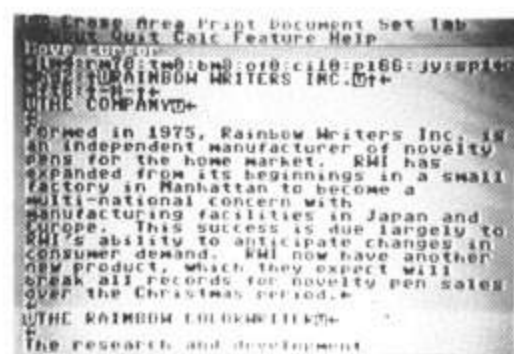 Erase Area Print Document Set Tab
Quit Calc Feature Help
Move cursor
RAINBOW WRITERS INC.
THE COMPANY
Formed in 1975, Rainbow Writers Inc. is
an independent manufacturer of novelty
pens for the home market. RWI has
expanded from its beginnings in a small
factory in Manhattan to become a
multi-national concern with
manufacturing facilities in Japan and
Europe. This success is due largely to
RWI's ability to anticipate changes in
consumer demand. RWI now have another
new product, which they expect will
break all records for novelty pen sales
over the Christmas period.
THE RAINBOW COLORWRITER
The research and development